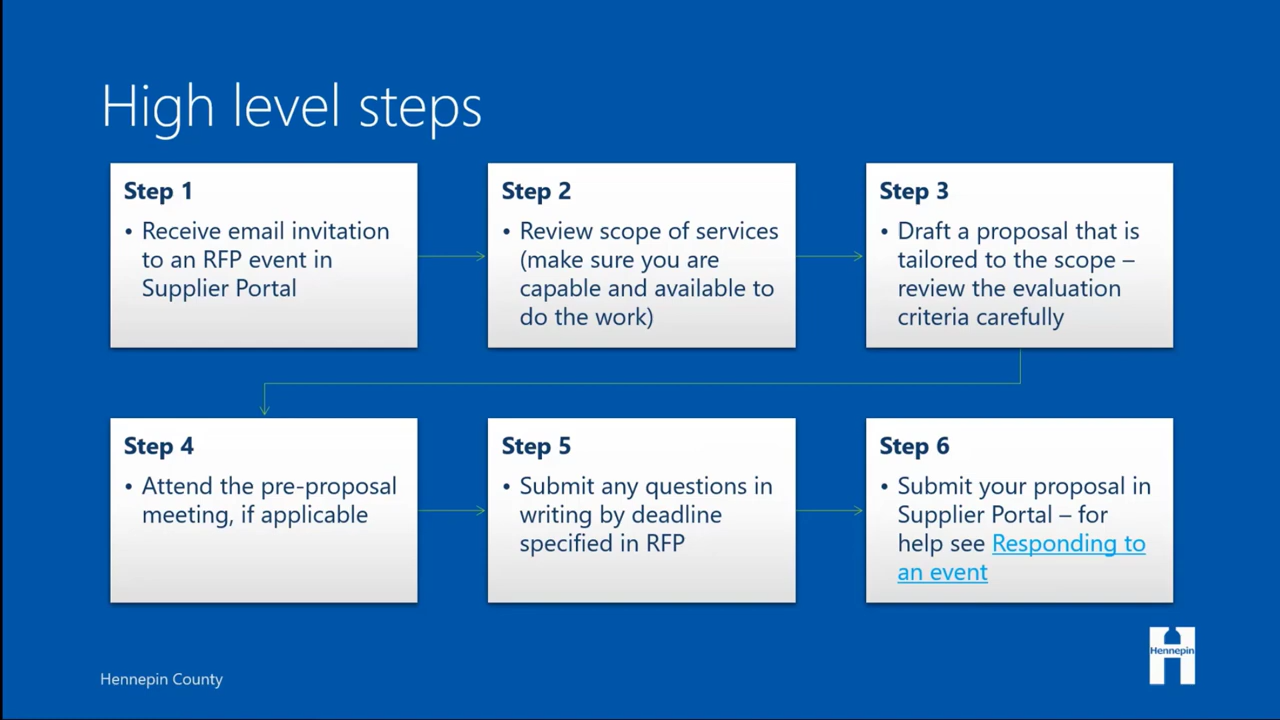 High level steps
Step 1
• Receive email invitation
to an RFP event in
Supplier Portal
Step 2
• Review scope of services
(make sure you are
capable and available to
do the work)
Step 3
• Draft a proposal that is
tailored to the scope –
review the evaluation
criteria carefully
Step 4
• Attend the pre-proposal
meeting, if applicable
Step 5
• Submit any questions in
writing by deadline
specified in RFP
Step 6
• Submit your proposal in
Supplier Portal – for
help see Responding to
an event
Hennepin
Hennepin County